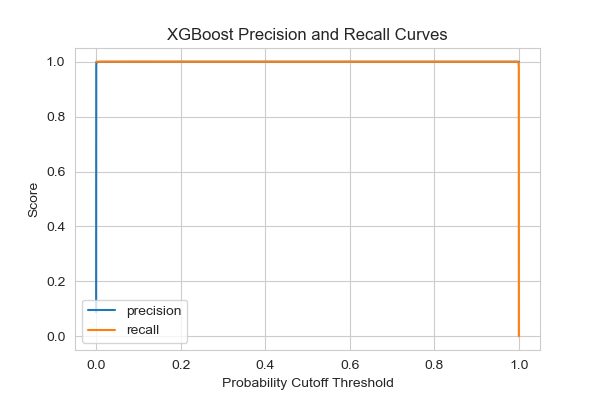 XGBoost Precision and Recall Curves
1.0
0.8
0.6
0.4
0.2
0.0
Score
precision
recall
0.0 0.2 0.4 0.6 0.8 1.0
Probability Cutoff Threshold